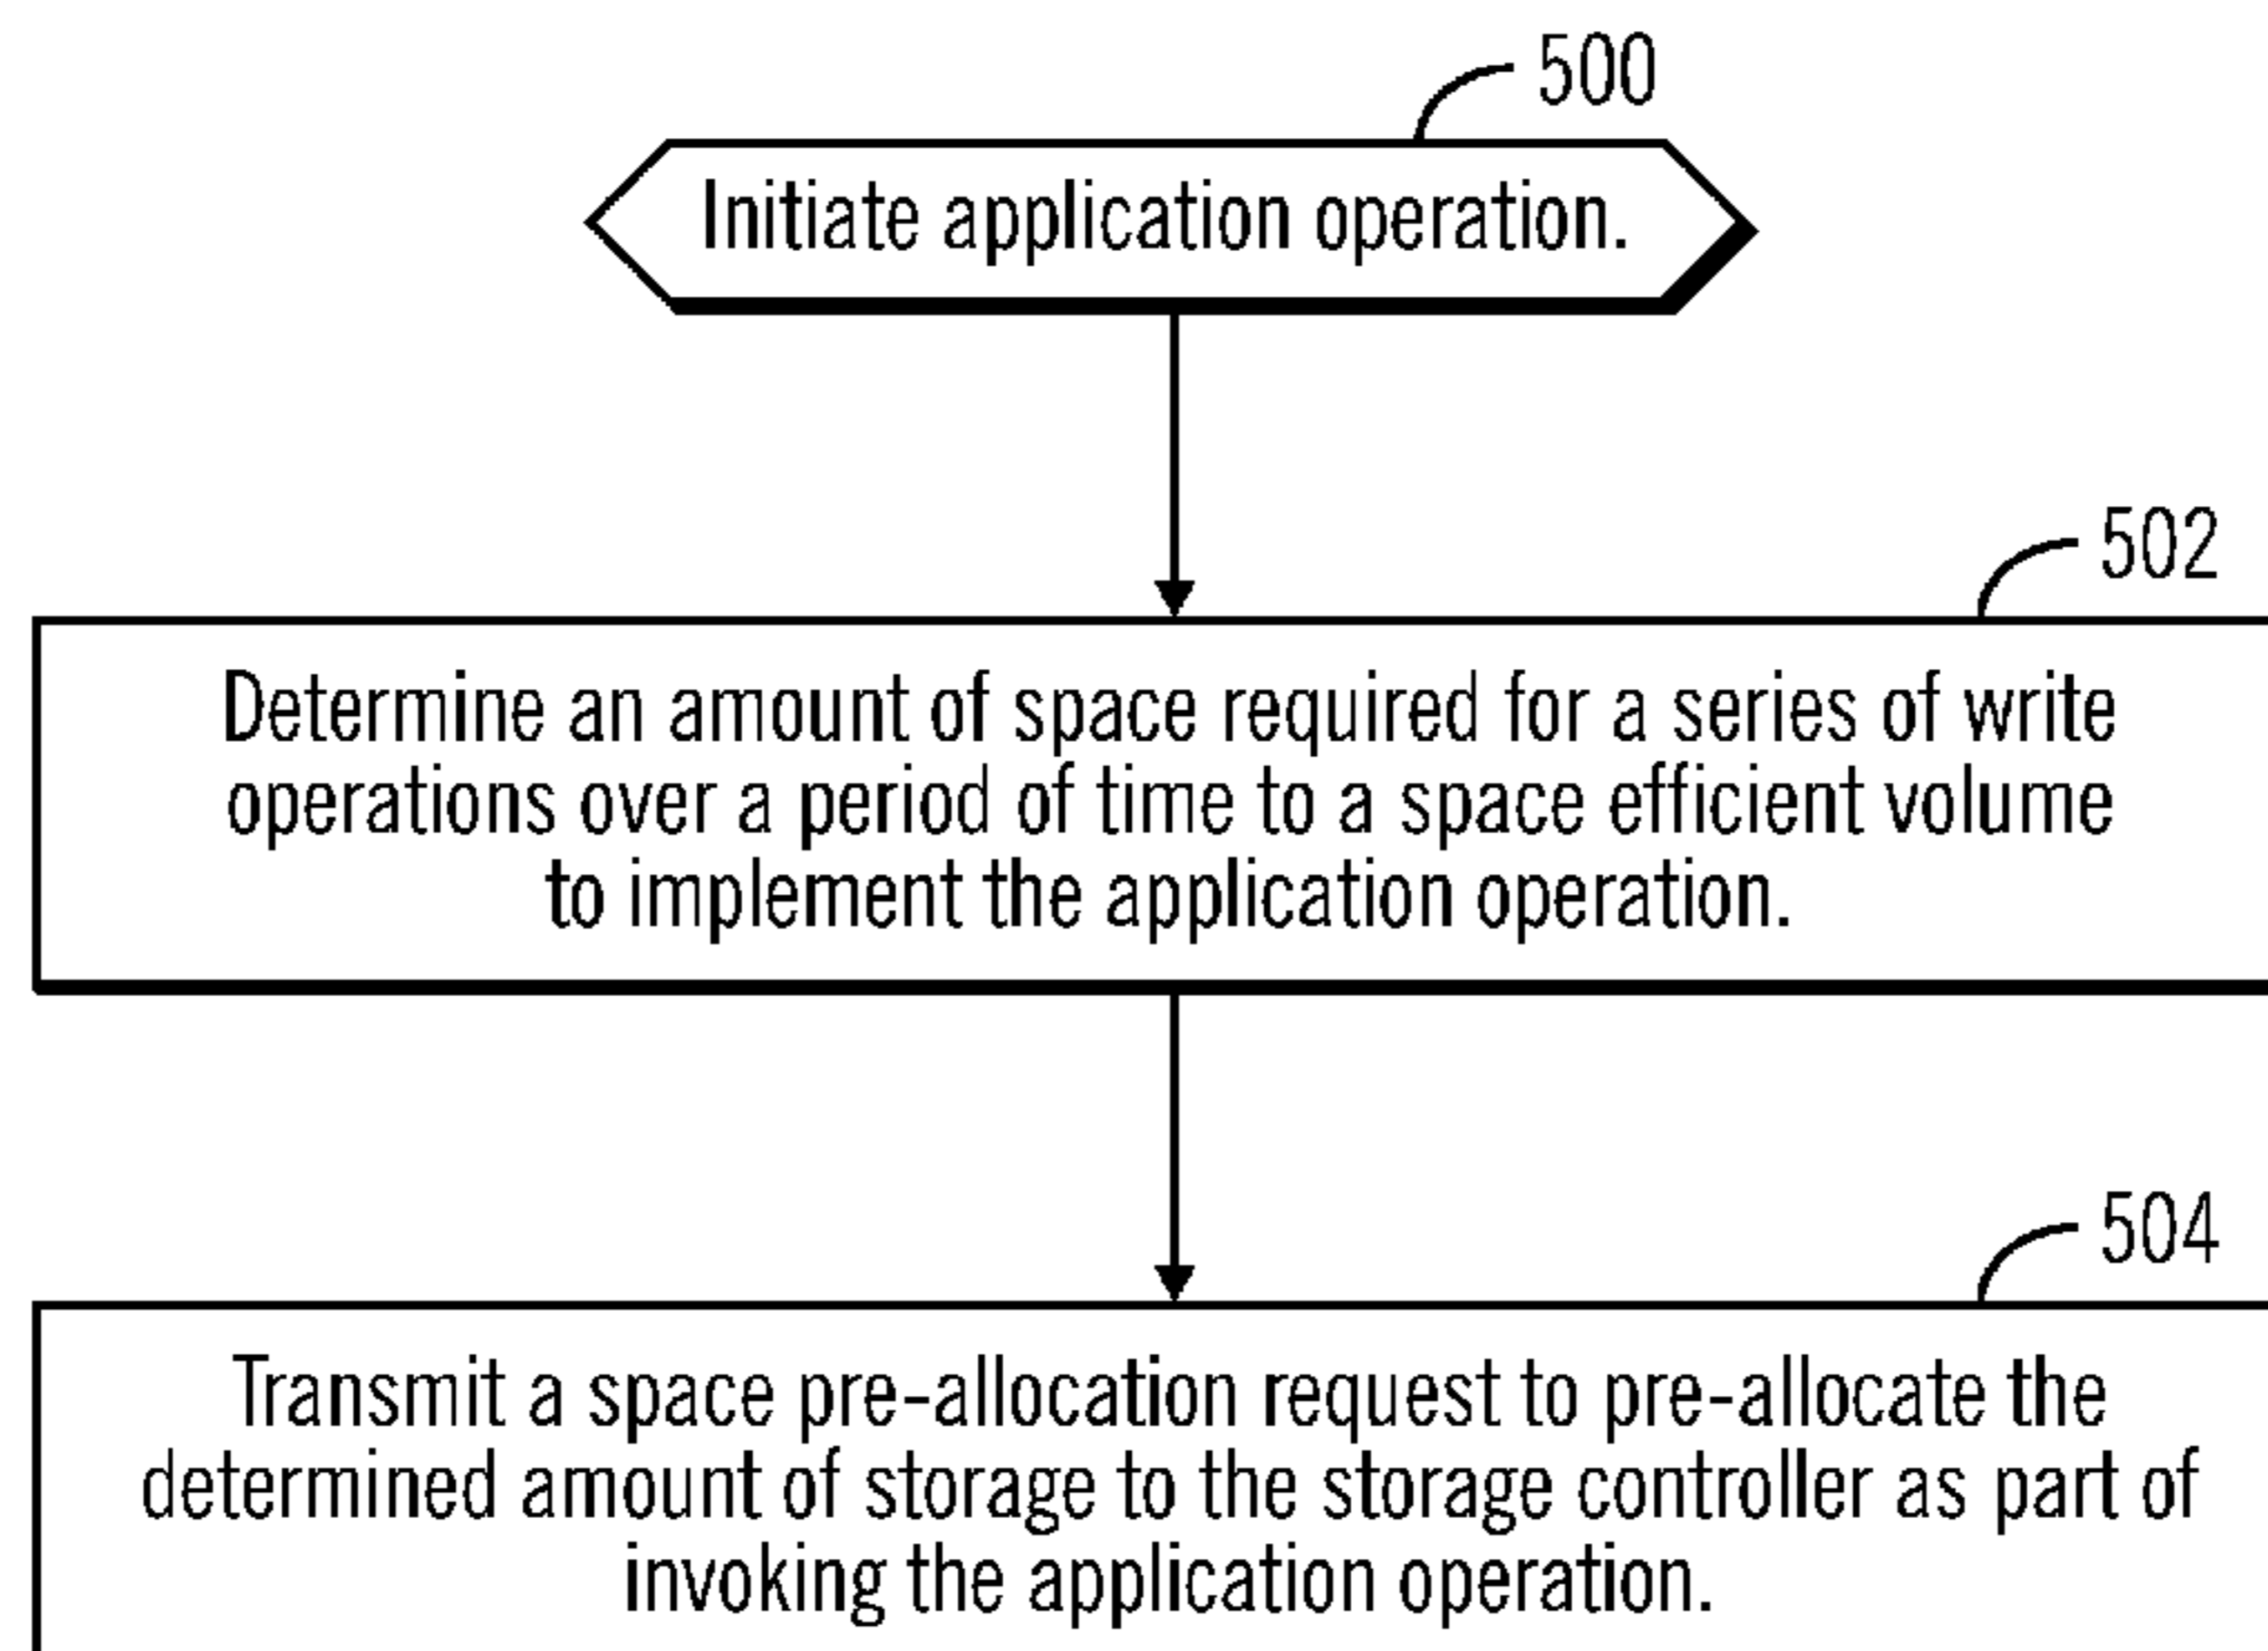 500
Initiate application operation.
502
Determine an amount of space required for a series of write
operations over a period of time to a space efficient volume
to implement the application operation.
504
Transmit a space pre-allocation request to pre-allocate the
determined amount of storage to the storage controller as part of
invoking the application operation.